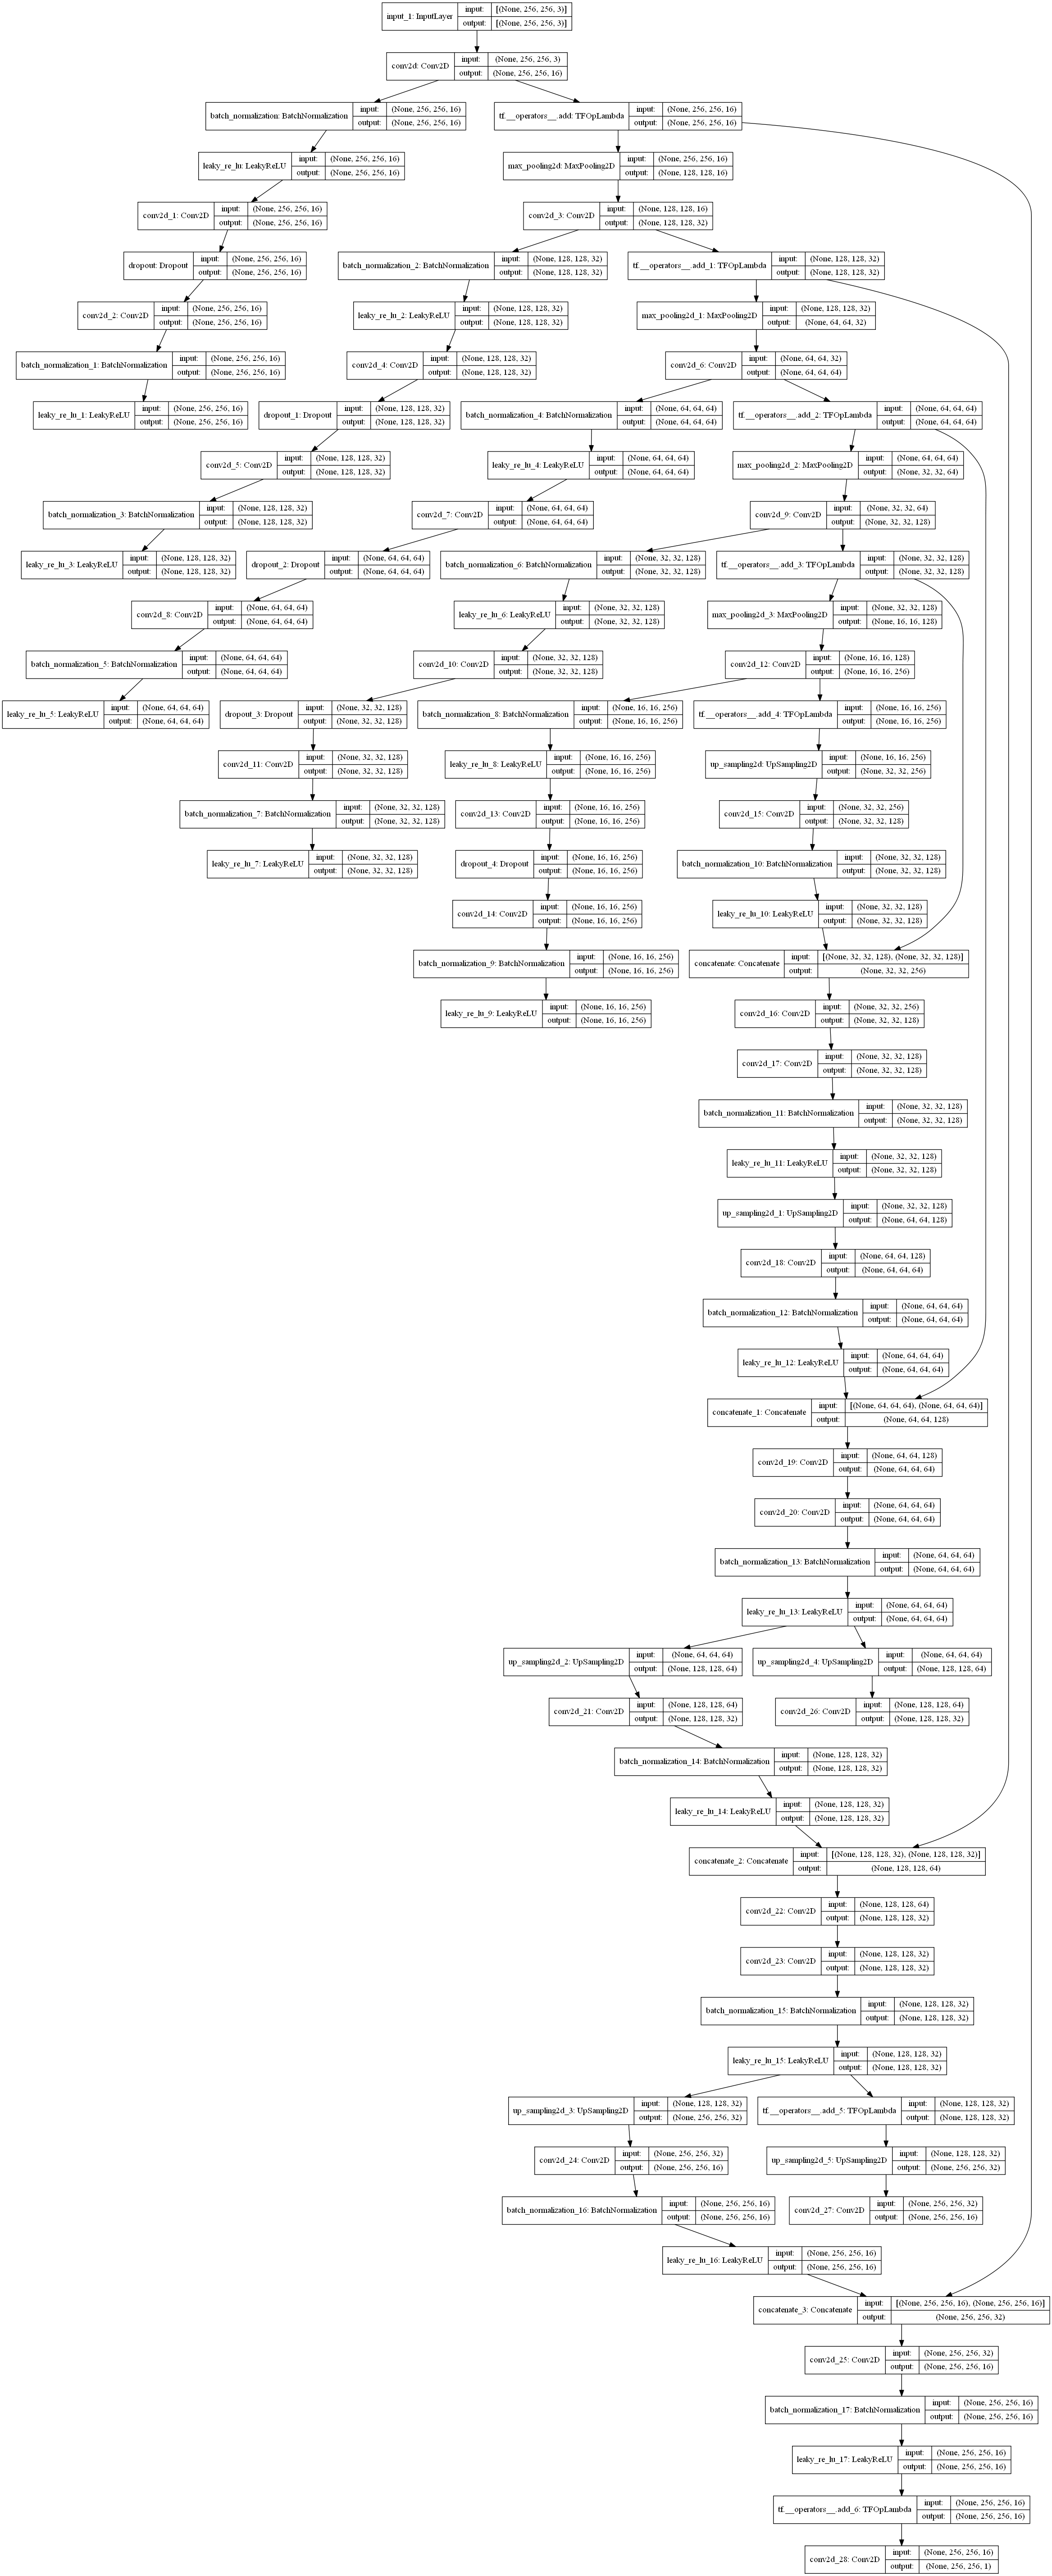 input_1: InputLayer
input: [(None, 256, 256, 3)]
output: [(None, 256, 256, 3)]
conv2d: Conv2D
input: (None, 256, 256, 3)
output: (None, 256, 256, 16)
batch_normalization: BatchNormalization
input: (None, 256, 256, 16)
output: (None, 256, 256, 16)
tf.__operators__.add: TFOpLambda
input: (None, 256, 256, 16)
output: (None, 256, 256, 16)
leaky_re_lu: LeakyReLU
input: (None, 256, 256, 16)
output: (None, 256, 256, 16)
max_pooling2d: MaxPooling2D
input: (None, 256, 256, 16)
output: (None, 128, 128, 16)
conv2d_1: Conv2D
input: (None, 256, 256, 16)
output: (None, 256, 256, 16)
conv2d_3: Conv2D
input: (None, 128, 128, 16)
output: (None, 128, 128, 32)
dropout: Dropout
input: (None, 256, 256, 16)
output: (None, 256, 256, 16)
batch_normalization_2: BatchNormalization
input: (None, 128, 128, 32)
output: (None, 128, 128, 32)
tf.__operators__.add_1: TFOpLambda
input: (None, 128, 128, 32)
output: (None, 128, 128, 32)
conv2d_2: Conv2D
input: (None, 256, 256, 16)
output: (None, 256, 256, 16)
leaky_re_lu_2: LeakyReLU
input: (None, 128, 128, 32)
output: (None, 128, 128, 32)
max_pooling2d_1: MaxPooling2D
input: (None, 128, 128, 32)
output: (None, 64, 64, 32)
batch_normalization_1: BatchNormalization
input: (None, 256, 256, 16)
output: (None, 256, 256, 16)
conv2d_4: Conv2D
input: (None, 128, 128, 32)
output: (None, 128, 128, 32)
conv2d_6: Conv2D
input: (None, 64, 64, 32)
output: (None, 64, 64, 64)
leaky_re_lu_1: LeakyReLU
input: (None, 256, 256, 16)
output: (None, 256, 256, 16)
dropout_1: Dropout
input: (None, 128, 128, 32)
output: (None, 128, 128, 32)
batch_normalization_4: BatchNormalization
input: (None, 64, 64, 64)
output: (None, 64, 64, 64)
tf.__operators__.add_2: TFOpLambda
input: (None, 64, 64, 64)
output: (None, 64, 64, 64)
conv2d_5: Conv2D
input: (None, 128, 128, 32)
output: (None, 128, 128, 32)
leaky_re_lu_4: LeakyReLU
input: (None, 64, 64, 64)
output: (None, 64, 64, 64)
max_pooling2d_2: MaxPooling2D
input: (None, 64, 64, 64)
output: (None, 32, 32, 64)
batch_normalization_3: BatchNormalization
input: (None, 128, 128, 32)
output: (None, 128, 128, 32)
conv2d_7: Conv2D
input: (None, 64, 64, 64)
output: (None, 64, 64, 64)
conv2d_9: Conv2D
input: (None, 32, 32, 64)
output: (None, 32, 32, 128)
leaky_re_lu_3: LeakyReLU
input: (None, 128, 128, 32)
output: (None, 128, 128, 32)
dropout_2: Dropout
input: (None, 64, 64, 64)
output: (None, 64, 64, 64)
batch_normalization_6: BatchNormalization
input: (None, 32, 32, 128)
output: (None, 32, 32, 128)
tf.__operators__.add_3: TFOpLambda
input: (None, 32, 32, 128)
output: (None, 32, 32, 128)
conv2d_8: Conv2D
input: (None, 64, 64, 64)
output: (None, 64, 64, 64)
leaky_re_lu_6: LeakyReLU
input: (None, 32, 32, 128)
output: (None, 32, 32, 128)
max_pooling2d_3: MaxPooling2D
input: (None, 32, 32, 128)
output: (None, 16, 16, 128)
batch_normalization_5: BatchNormalization
input: (None, 64, 64, 64)
output: (None, 64, 64, 64)
conv2d_10: Conv2D
input: (None, 32, 32, 128)
output: (None, 32, 32, 128)
conv2d_12: Conv2D
input: (None, 16, 16, 128)
output: (None, 16, 16, 256)
leaky_re_lu_5: LeakyReLU
input: (None, 64, 64, 64)
output: (None, 64, 64, 64)
dropout_3: Dropout
input: (None, 32, 32, 128)
output: (None, 32, 32, 128)
batch_normalization_8: BatchNormalization
input: (None, 16, 16, 256)
output: (None, 16, 16, 256)
tf.__operators__.add_4: TFOpLambda
input: (None, 16, 16, 256)
output: (None, 16, 16, 256)
conv2d_11: Conv2D
input: (None, 32, 32, 128)
output: (None, 32, 32, 128)
leaky_re_lu_8: LeakyReLU
input: (None, 16, 16, 256)
output: (None, 16, 16, 256)
up_sampling2d: UpSampling2D
input: (None, 16, 16, 256)
output: (None, 32, 32, 256)
batch_normalization_7: BatchNormalization
input: (None, 32, 32, 128)
output: (None, 32, 32, 128)
conv2d_13: Conv2D
input: (None, 16, 16, 256)
output: (None, 16, 16, 256)
conv2d_15: Conv2D
input: (None, 32, 32, 256)
output: (None, 32, 32, 128)
leaky_re_lu_7: LeakyReLU
input: (None, 32, 32, 128)
output: (None, 32, 32, 128)
dropout_4: Dropout
input: (None, 16, 16, 256)
output: (None, 16, 16, 256)
batch_normalization_10: BatchNormalization
input: (None, 32, 32, 128)
output: (None, 32, 32, 128)
conv2d_14: Conv2D
input: (None, 16, 16, 256)
output: (None, 16, 16, 256)
leaky_re_lu_10: LeakyReLU
input: (None, 32, 32, 128)
output: (None, 32, 32, 128)
batch_normalization_9: BatchNormalization
input: (None, 16, 16, 256)
output: (None, 16, 16, 256)
concatenate: Concatenate
input: [(None, 32, 32, 128), (None, 32, 32, 128)]
output: (None, 32, 32, 256)
leaky_re_lu_9: LeakyReLU
input: (None, 16, 16, 256)
output: (None, 16, 16, 256)
conv2d_16: Conv2D
input: (None, 32, 32, 256)
output: (None, 32, 32, 128)
conv2d_17: Conv2D
input: (None, 32, 32, 128)
output: (None, 32, 32, 128)
batch_normalization_11: BatchNormalization
input: (None, 32, 32, 128)
output: (None, 32, 32, 128)
leaky_re_lu_11: LeakyReLU
input: (None, 32, 32, 128)
output: (None, 32, 32, 128)
up_sampling2d_1: UpSampling2D
input: (None, 32, 32, 128)
output: (None, 64, 64, 128)
conv2d_18: Conv2D
input: (None, 64, 64, 128)
output: (None, 64, 64, 64)
batch_normalization_12: BatchNormalization
input: (None, 64, 64, 64)
output: (None, 64, 64, 64)
leaky_re_lu_12: LeakyReLU
input: (None, 64, 64, 64)
output: (None, 64, 64, 64)
concatenate_1: Concatenate
input: [(None, 64, 64, 64), (None, 64, 64, 64)]
output: (None, 64, 64, 128)
conv2d_19: Conv2D
input: (None, 64, 64, 128)
output: (None, 64, 64, 64)
conv2d_20: Conv2D
input: (None, 64, 64, 64)
output: (None, 64, 64, 64)
batch_normalization_13: BatchNormalization
input: (None, 64, 64, 64)
output: (None, 64, 64, 64)
leaky_re_lu_13: LeakyReLU
input: (None, 64, 64, 64)
output: (None, 64, 64, 64)
up_sampling2d_2: UpSampling2D
input: (None, 64, 64, 64)
output: (None, 128, 128, 64)
up_sampling2d_4: UpSampling2D
input: (None, 64, 64, 64)
output: (None, 128, 128, 64)
conv2d_21: Conv2D
input: (None, 128, 128, 64)
output: (None, 128, 128, 32)
conv2d_26: Conv2D
input: (None, 128, 128, 64)
output: (None, 128, 128, 32)
batch_normalization_14: BatchNormalization
input: (None, 128, 128, 32)
output: (None, 128, 128, 32)
leaky_re_lu_14: LeakyReLU
input: (None, 128, 128, 32)
output: (None, 128, 128, 32)
concatenate_2: Concatenate
input: [(None, 128, 128, 32), (None, 128, 128, 32)]
output: (None, 128, 128, 64)
conv2d_22: Conv2D
input: (None, 128, 128, 64)
output: (None, 128, 128, 32)
conv2d_23: Conv2D
input: (None, 128, 128, 32)
output: (None, 128, 128, 32)
batch_normalization_15: BatchNormalization
input: (None, 128, 128, 32)
output: (None, 128, 128, 32)
leaky_re_lu_15: LeakyReLU
input: (None, 128, 128, 32)
output: (None, 128, 128, 32)
up_sampling2d_3: UpSampling2D
input: (None, 128, 128, 32)
output: (None, 256, 256, 32)
tf.__operators__.add_5: TFOpLambda
input: (None, 128, 128, 32)
output: (None, 128, 128, 32)
conv2d_24: Conv2D
input: (None, 256, 256, 32)
output: (None, 256, 256, 16)
up_sampling2d_5: UpSampling2D
input: (None, 128, 128, 32)
output: (None, 256, 256, 32)
batch_normalization_16: BatchNormalization
input: (None, 256, 256, 16)
output: (None, 256, 256, 16)
conv2d_27: Conv2D
input: (None, 256, 256, 32)
output: (None, 256, 256, 16)
leaky_re_lu_16: LeakyReLU
input: (None, 256, 256, 16)
output: (None, 256, 256, 16)
concatenate_3: Concatenate
input: [(None, 256, 256, 16), (None, 256, 256, 16)]
output: (None, 256, 256, 32)
conv2d_25: Conv2D
input: (None, 256, 256, 32)
output: (None, 256, 256, 16)
batch_normalization_17: BatchNormalization
input: (None, 256, 256, 16)
output: (None, 256, 256, 16)
leaky_re_lu_17: LeakyReLU
input: (None, 256, 256, 16)
output: (None, 256, 256, 16)
tf.__operators__.add_6: TFOpLambda
input: (None, 256, 256, 16)
output: (None, 256, 256, 16)
conv2d_28: Conv2D
input: (None, 256, 256, 16)
output: (None, 256, 256, 1)